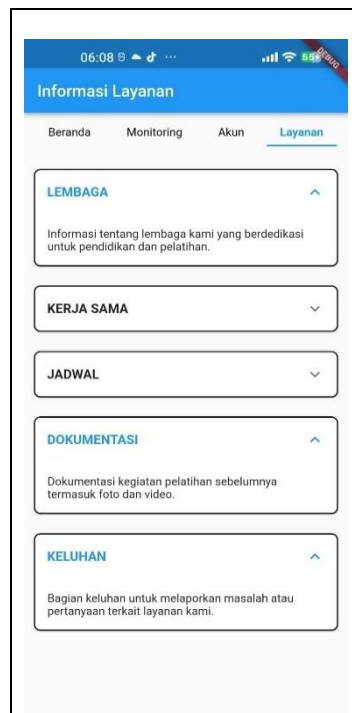 06:08
55
DEBUG
Informasi Layanan
Beranda Monitoring Akun Layanan
LEMBAGA
Informasi tentang lembaga kami yang berdedikasi
untuk pendidikan dan pelatihan.
KERJA SAMA
JADWAL
DOKUMENTASI
Dokumentasi kegiatan pelatihan sebelumnya
termasuk foto dan video.
KELUHAN
Bagian keluhan untuk melaporkan masalah atau
pertanyaan terkait layanan kami.